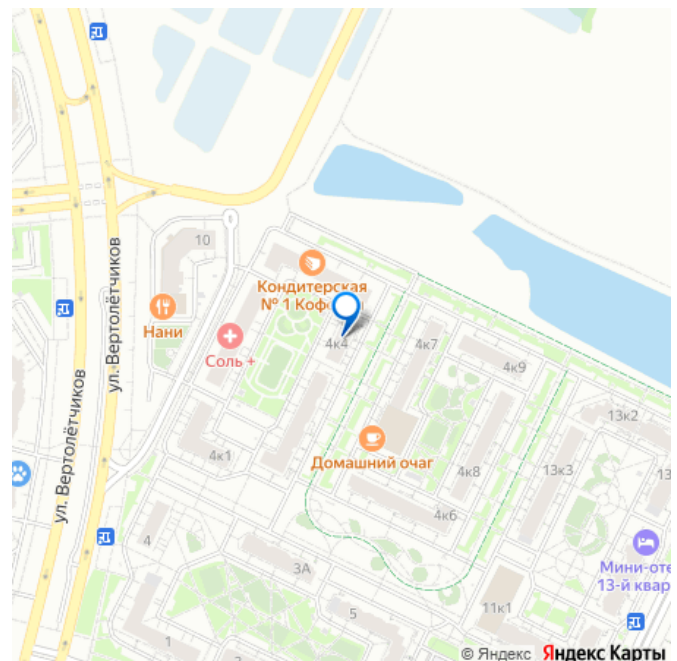 10
Кондитерская
№ 1 Коф
Нани
ул. Вертолётчиков
ул. Вертолётчиков
Соль +
4к4
4к7
4к9
13к2
Домашний очаг
4к1
4к8
13к3
13
4к6
4
3А
Мини-оте
13-й квар
5
11к1
1
© Яндекс Яндекс Карты